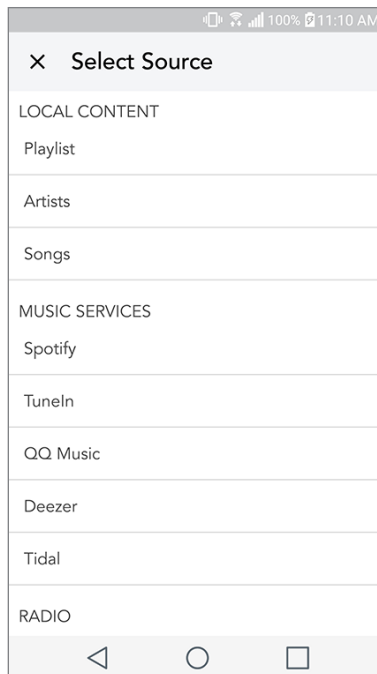 100% 11:10 AM
× Select Source
LOCAL CONTENT
Playlist
Artists
Songs
MUSIC SERVICES
Spotify
TuneIn
QQ Music
Deezer
Tidal
RADIO